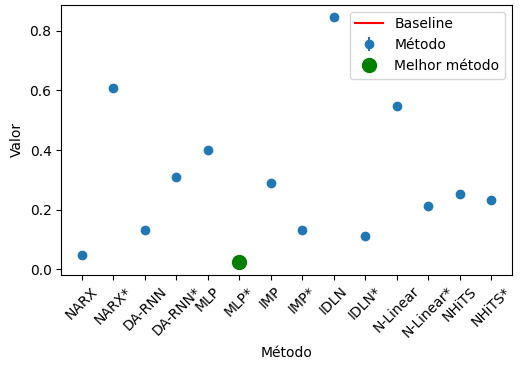 Baseline
Método
Melhor método
Valor
0.8
0.6
0.4
0.2
0.0
NARX
NARX*
DA-RNN
DA-RNN*
MLP
MLP*
IMP
IMP*
IDLN
IDLN*
N-Linear
N-Linear*
NHiTS
NHiTS*
Método